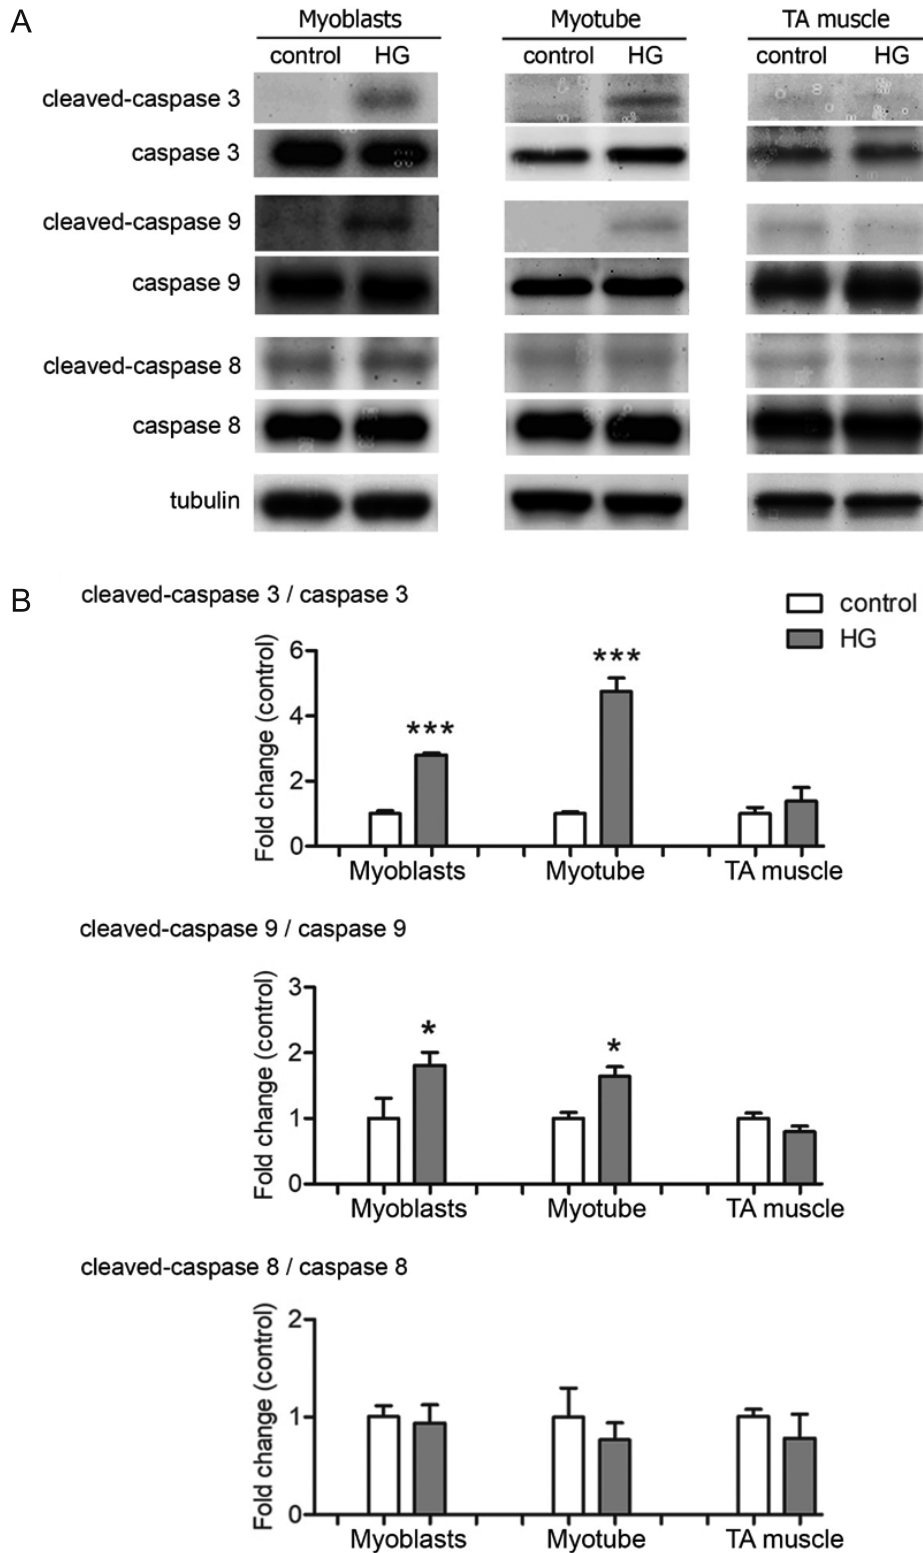 A
Myoblasts Myotube TA muscle
control HG control HG control HG
cleaved-caspase 3
caspase 3
cleaved-caspase 9
caspase 9
cleaved-caspase 8
caspase 8
tubulin
B
cleaved-caspase 3 / caspase 3
control
HG
Fold change (control)
6
4
2
0
*** ***
Myoblasts Myotube TA muscle
cleaved-caspase 9 / caspase 9
Fold change (control)
3
2
1
0
* *
Myoblasts Myotube TA muscle
cleaved-caspase 8 / caspase 8
Fold change (control)
2
1
0
Myoblasts Myotube TA muscle